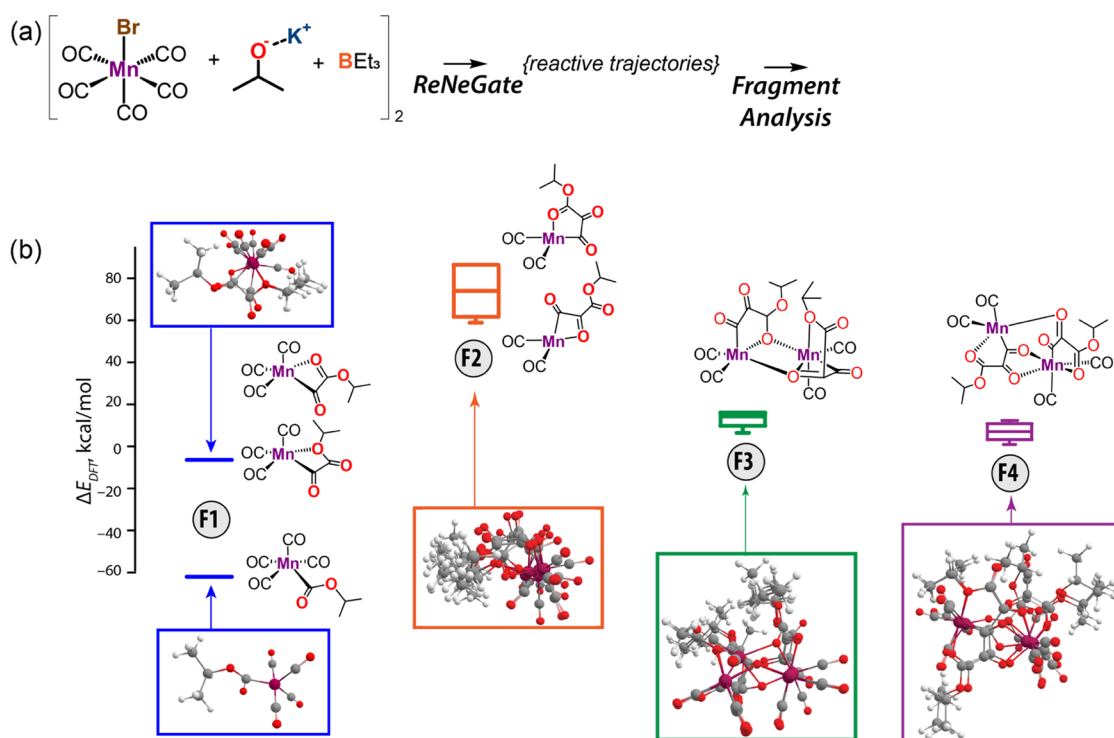 (a)
Br
CO
OC
Mn
CO
OC
CO
+
O-
K+
+
BEt₃
2
ReNeGate
{reactive trajectories}
Fragment
Analysis
(b)
ΔE_DFT, kcal/mol
80
60
40
20
0
−20
−40
−60
CO
OC
Mn
OC
O
O
O
CO
OC
Mn
OC
O
O
O
F1
CO
OC
Mn
CO
OC
O
O
O
O
O
OC
Mn
O
OC
O
O
O
OC
Mn
O
OC
F2
O
O
O
O
O
O
OC
Mn
Mn
CO
OC
O
O
CO
F3
OC
Mn
O
OC
O
O
O
O
O
Mn
CO
O
O
O
OC
F4